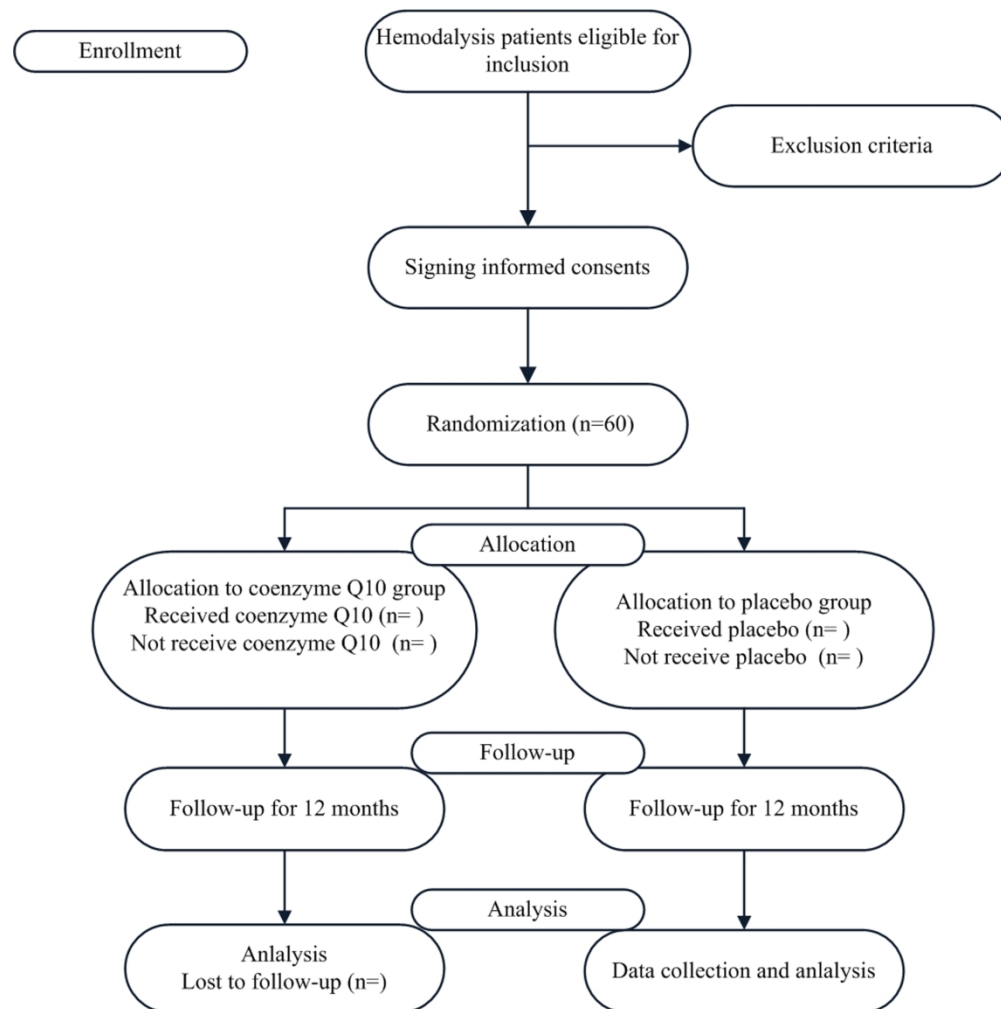 Enrollment
Hemodalysis patients eligible for
inclusion
Exclusion criteria
Signing informed consents
Randomization (n=60)
Allocation
Allocation to coenzyme Q10 group
Received coenzyme Q10 (n= )
Not receive coenzyme Q10  (n= )
Allocation to placebo group
Received placebo (n= )
Not receive placebo  (n= )
Follow-up
Follow-up for 12 months
Follow-up for 12 months
Analysis
Anlalysis
Lost to follow-up (n=)
Data collection and anlalysis